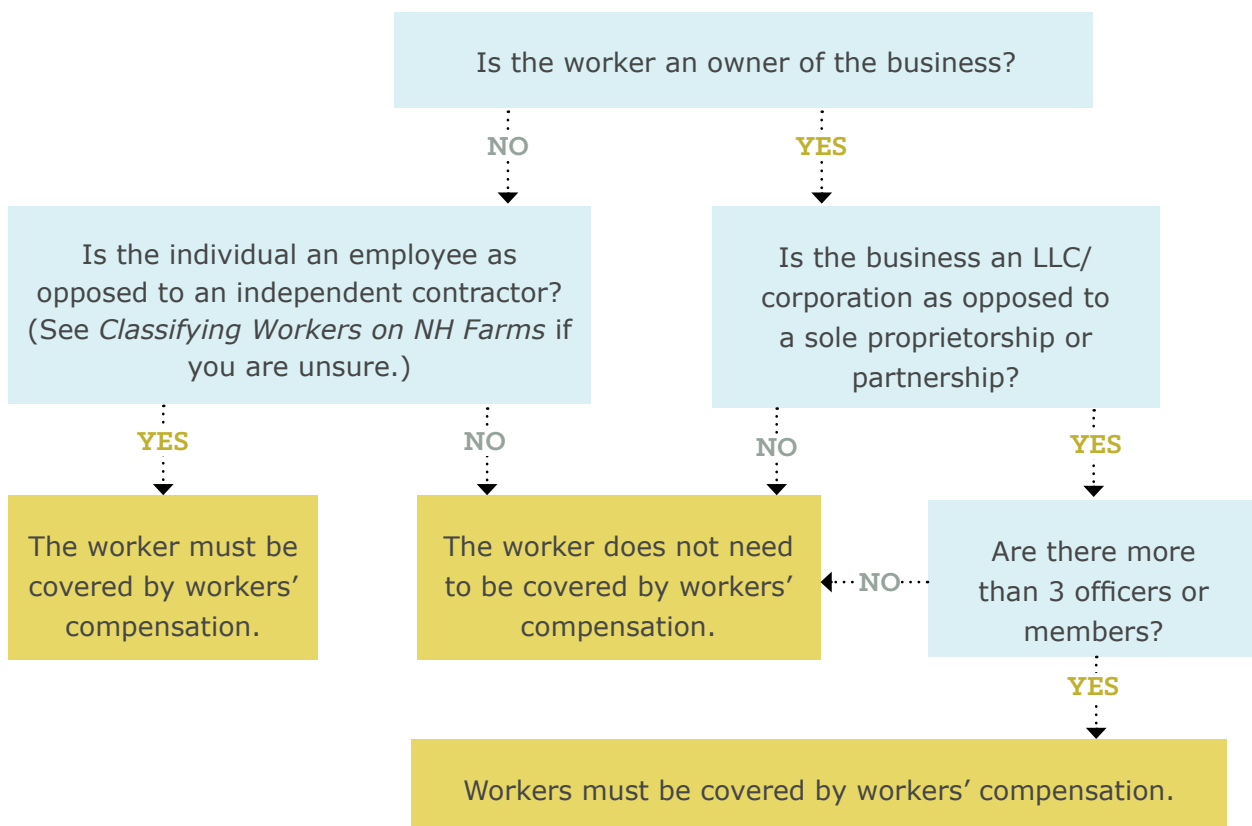 Is the worker an owner of the business?
NO
YES
Is the individual an employee as
opposed to an independent contractor?
(See Classifying Workers on NH Farms if
you are unsure.)
Is the business an LLC/
corporation as opposed to
a sole proprietorship or
partnership?
YES
NO
NO
YES
The worker must be
covered by workers’
compensation.
The worker does not need
to be covered by workers’
compensation.
NO
Are there more
than 3 officers or
members?
YES
Workers must be covered by workers’ compensation.